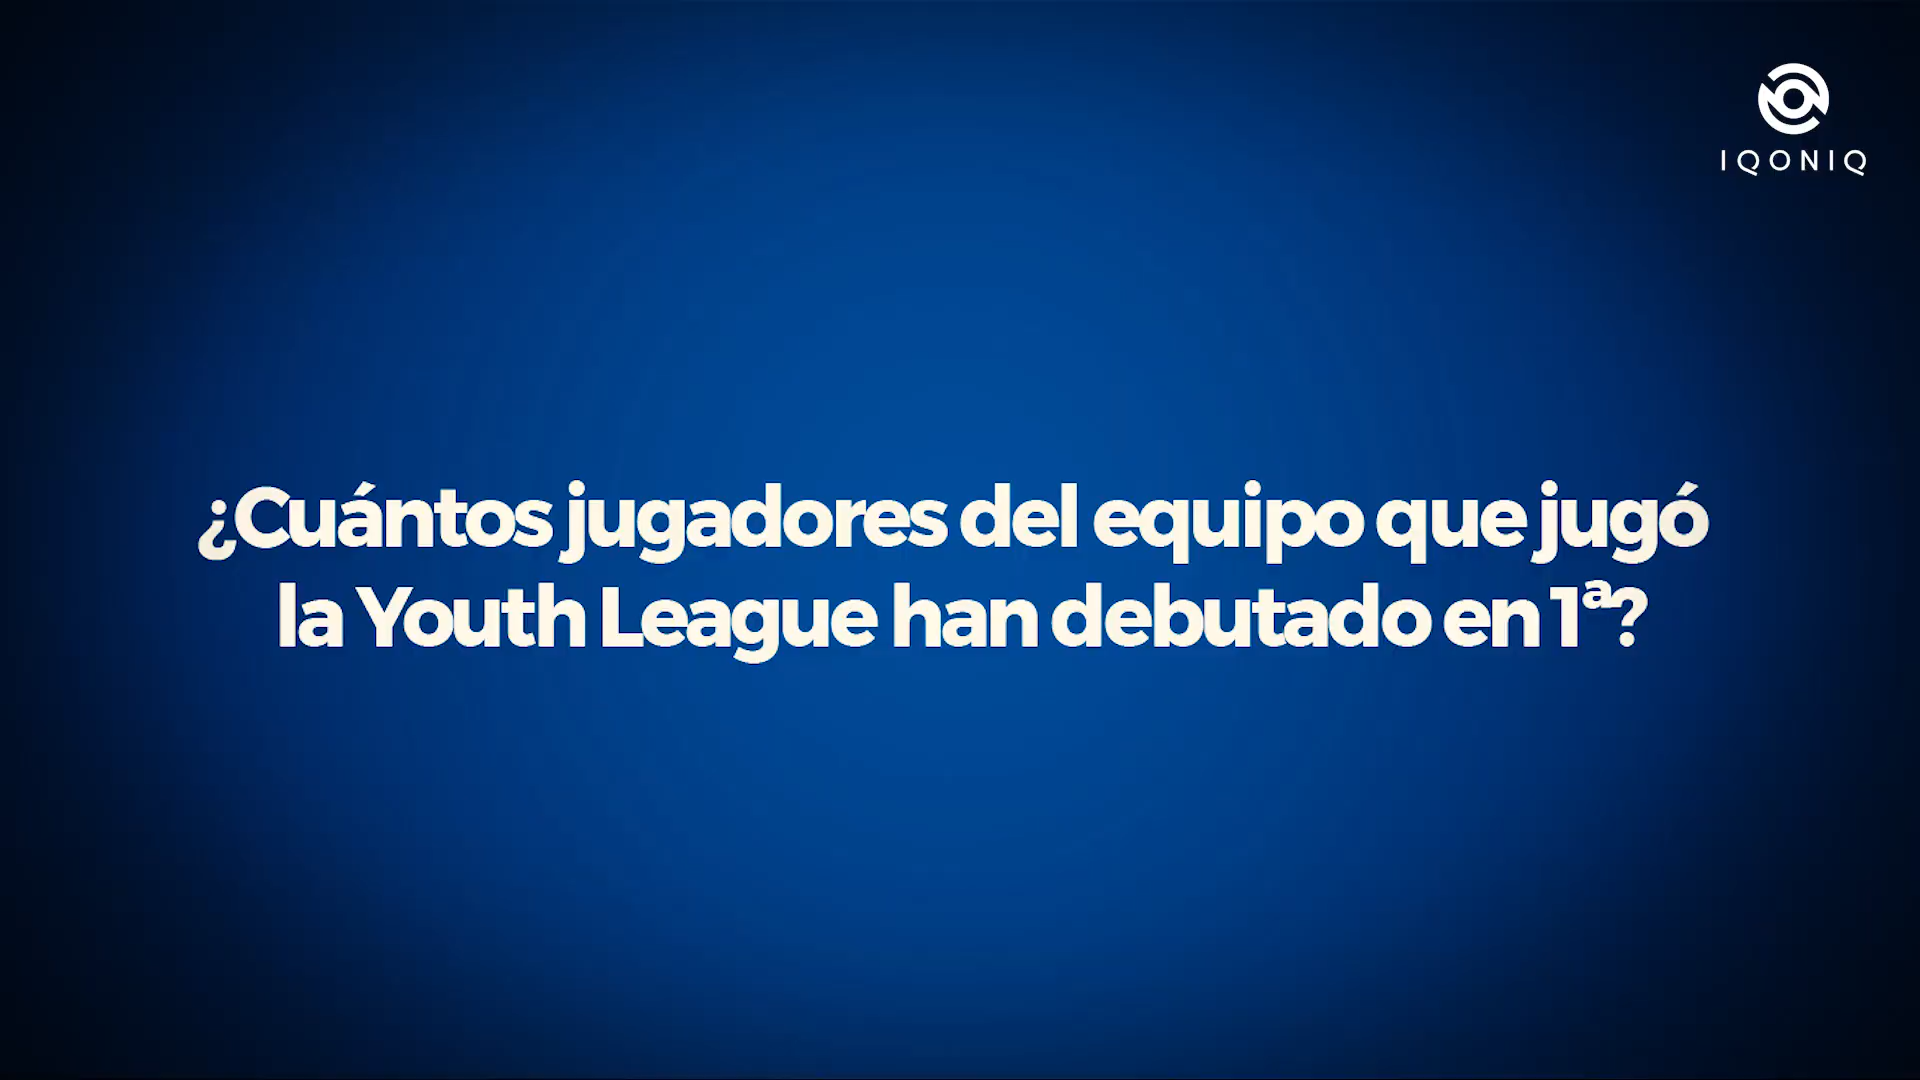 IQONIQ
¿Cuántos jugadores del equipo que jugó
la Youth League han debutado en 1ª?